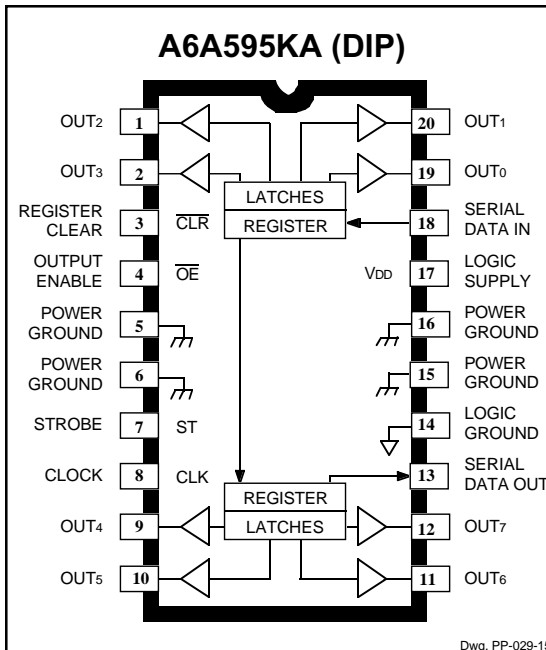 A6A595KA (DIP)
OUT2 1
20 OUT1
OUT3 2
19 OUT0
LATCHES
REGISTER
REGISTER
CLEAR
3 CLR
18 SERIAL
DATA IN
OUTPUT
ENABLE
4 OE
VDD 17 LOGIC
SUPPLY
POWER
GROUND
5
16 POWER
GROUND
POWER
GROUND
6
15 POWER
GROUND
STROBE 7 ST
14 LOGIC
GROUND
CLOCK 8 CLK
13 SERIAL
DATA OUT
REGISTER
LATCHES
OUT4 9
12 OUT7
OUT5 10
11 OUT6
Dwg. PP-029-15